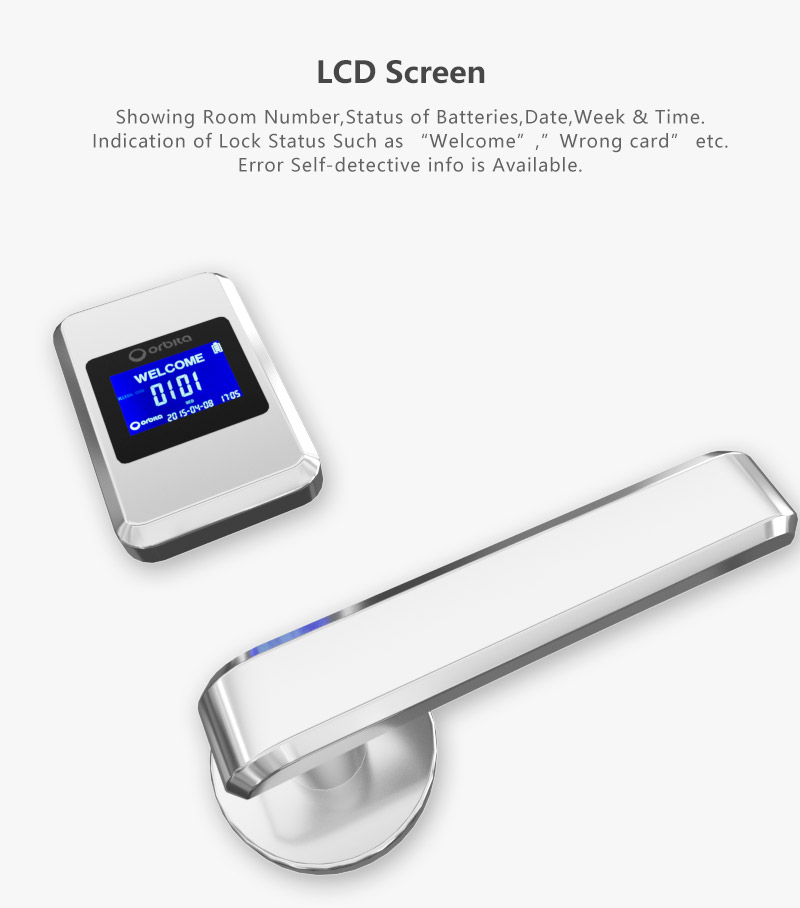 LCD Screen
Showing Room Number,Status of Batteries,Date,Week & Time.
Indication of Lock Status Such as “Welcome”,” Wrong card” etc.
Error Self-detective info is Available.
orbita
WELCOME
0101
WED
orbita 2015-04-08 17:05